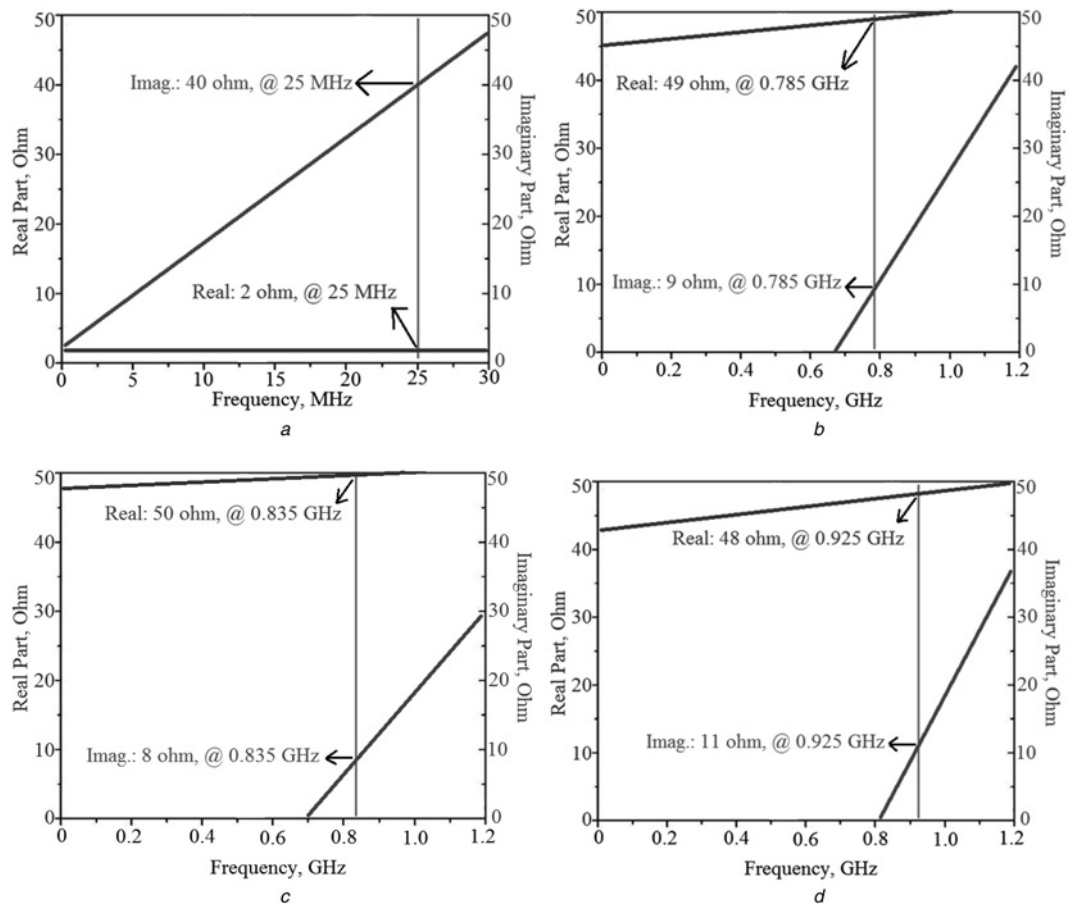 50
40
30
20
10
0
Real Part, Ohm
50
40
30
20
10
0
Imaginary Part, Ohm
Imag.: 40 ohm, @ 25 MHz
Real: 2 ohm, @ 25 MHz
0 5 10 15 20 25 30
Frequency, MHz
a
50
40
30
20
10
0
Real Part, Ohm
50
40
30
20
10
0
Imaginary Part, Ohm
Real: 49 ohm, @ 0.785 GHz
Imag.: 9 ohm, @ 0.785 GHz
0 0.2 0.4 0.6 0.8 1.0 1.2
Frequency, GHz
b
50
40
30
20
10
0
Real Part, Ohm
50
40
30
20
10
0
Imaginary Part, Ohm
Real: 50 ohm, @ 0.835 GHz
Imag.: 8 ohm, @ 0.835 GHz
0 0.2 0.4 0.6 0.8 1.0 1.2
Frequency, GHz
c
50
40
30
20
10
0
Real Part, Ohm
50
40
30
20
10
0
Imaginary Part, Ohm
Real: 48 ohm, @ 0.925 GHz
Imag.: 11 ohm, @ 0.925 GHz
0 0.2 0.4 0.6 0.8 1.0 1.2
Frequency, GHz
d